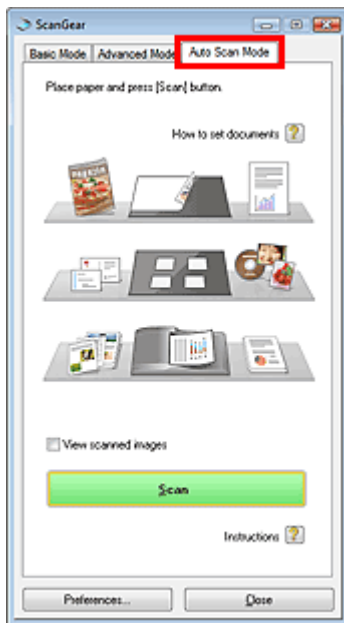 ScanGear
Basic Mode Advanced Mode Auto Scan Mode
Place paper and press [Scan] button.
How to set documents ?
View scanned images
Scan
Instructions ?
Preferences... Close